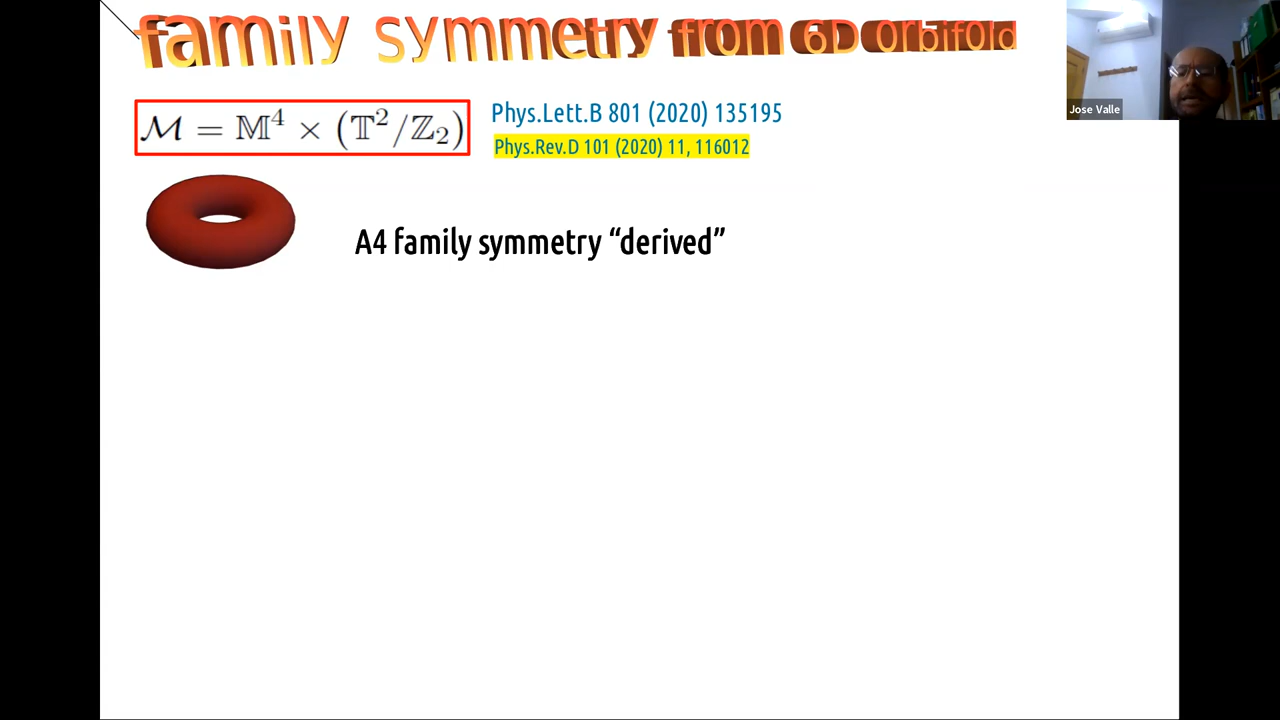 family symmetry from 6D orbifold
ℳ = 𝕄⁴ × (𝕋²/ℤ₂)
Phys.Lett.B 801 (2020) 135195
Phys.Rev.D 101 (2020) 11, 116012
A4 family symmetry “derived”
Jose Valle